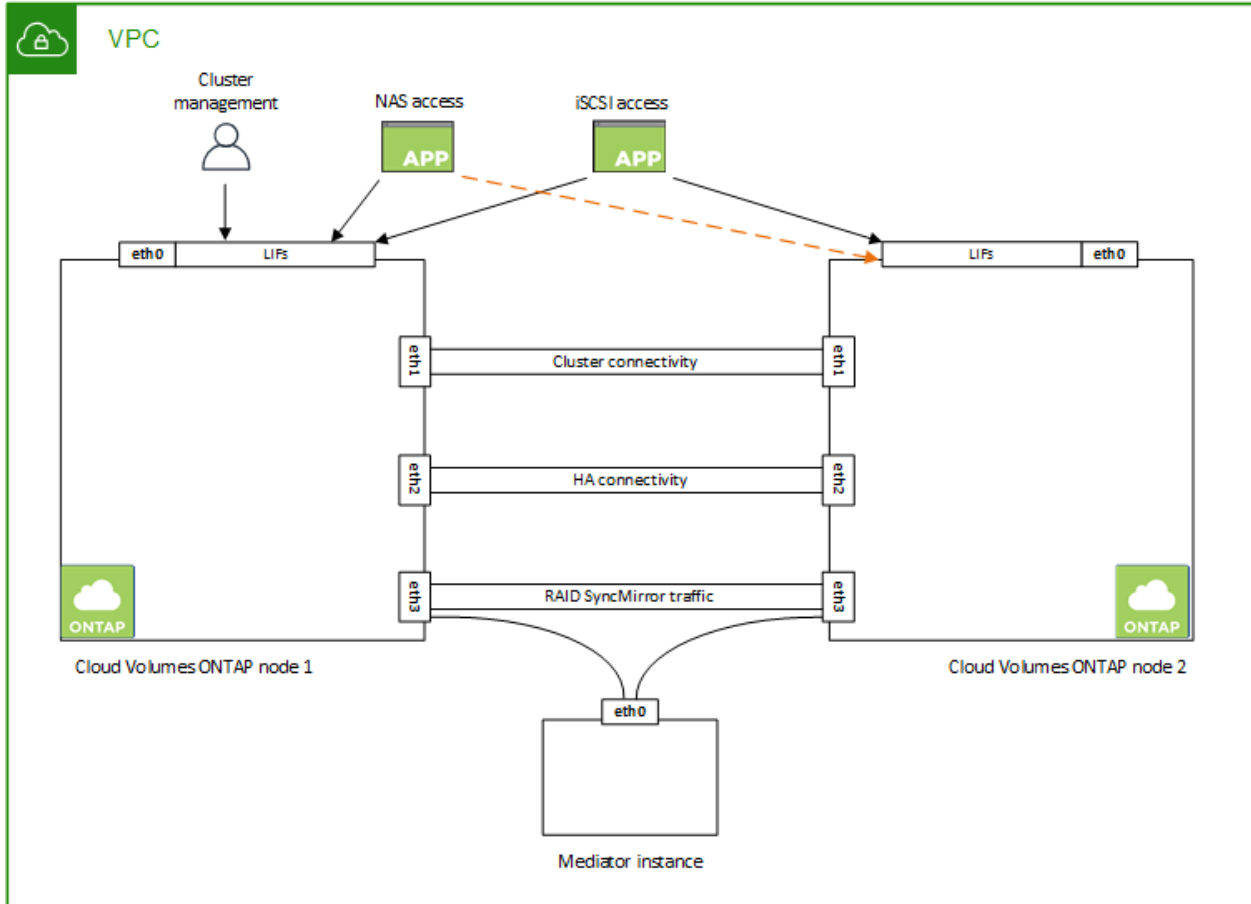 VPC
Cluster
management
NAS access
iSCSI access
APP
APP
eth0
LIFs
LIFs
eth0
eth1
Cluster connectivity
eth1
eth2
HA connectivity
eth2
eth3
RAID SyncMirror traffic
eth3
ONTAP
ONTAP
Cloud Volumes ONTAP node 1
Cloud Volumes ONTAP node 2
eth0
Mediator instance